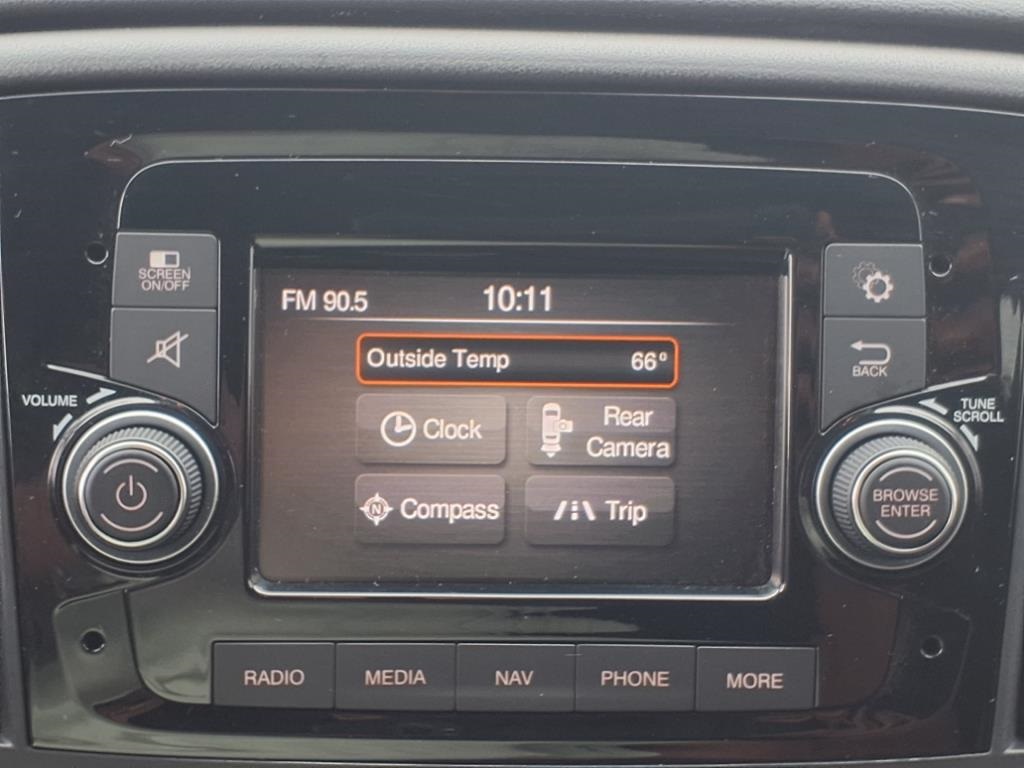 SCREEN
ON/OFF
FM 90.5 10:11
Outside Temp 66°
BACK
VOLUME
TUNE
SCROLL
Clock
Rear
Camera
BROWSE
ENTER
N Compass
Trip
RADIO MEDIA NAV PHONE MORE